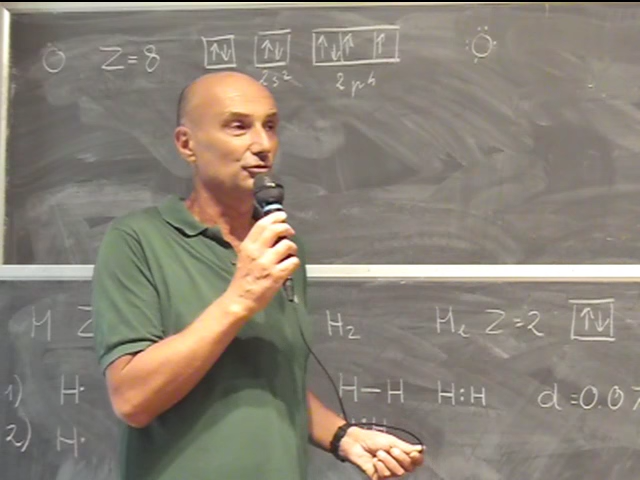 O Z=8 ↑↓ ↑↓ ↑↓ ↑ ↑ Ö
2s² 2p⁴
H Z H₂ He Z=2 ↑↓
1) H· H—H H:H d=0.07
2) H· H